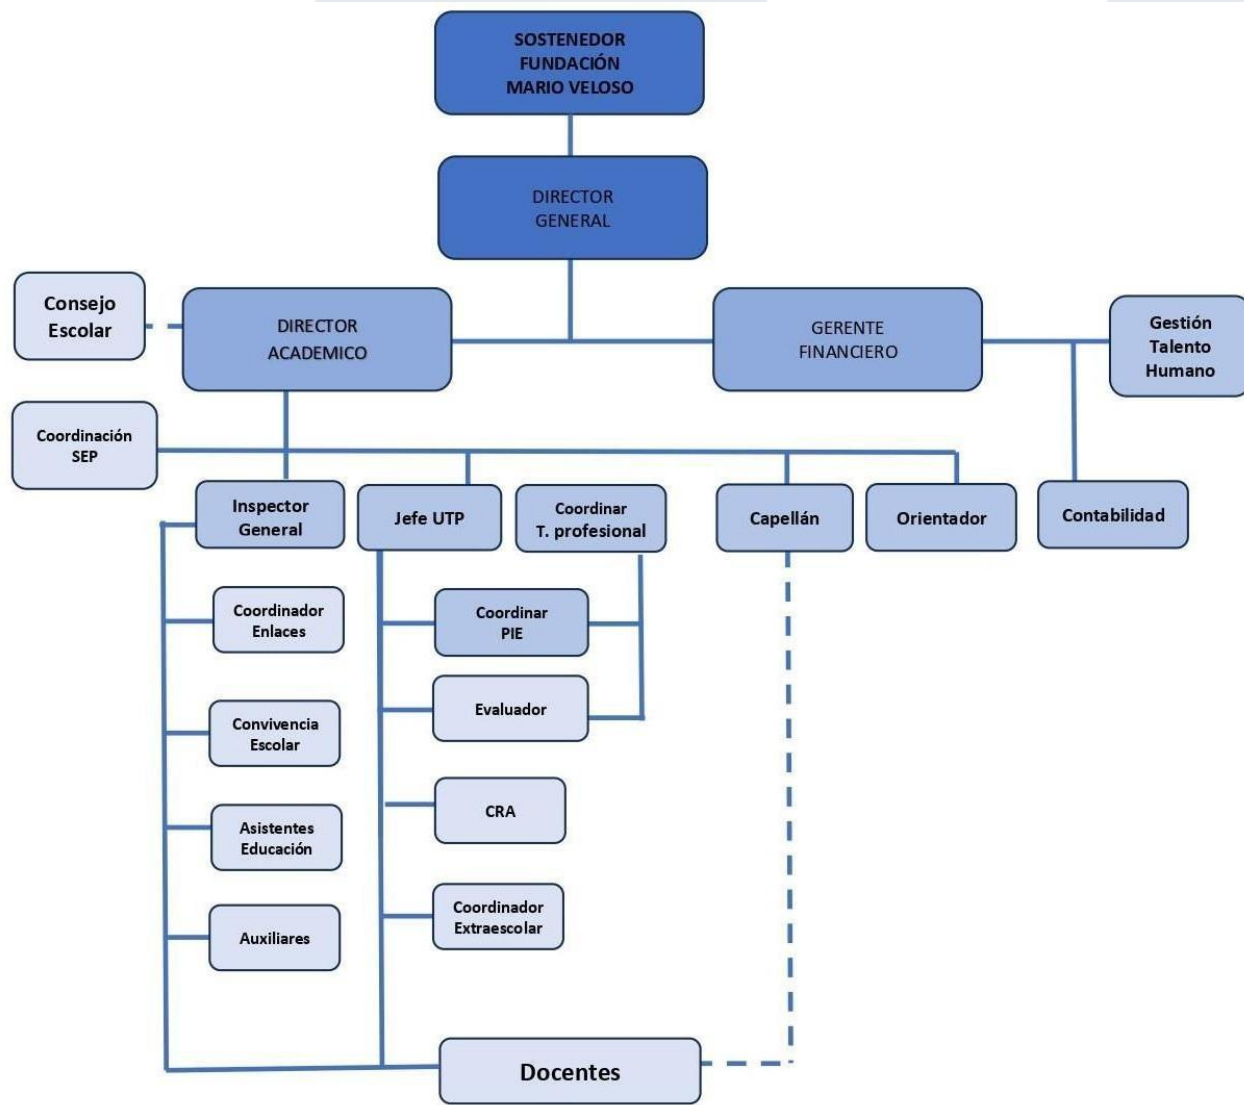 SOSTENEDOR
FUNDACIÓN
MARIO VELOSO
DIRECTOR
GENERAL
Consejo
Escolar
DIRECTOR
ACADEMICO
GERENTE
FINANCIERO
Gestión
Talento
Humano
Coordinación
SEP
Inspector
General
Jefe UTP
Coordinar
T. profesional
Capellán
Orientador
Contabilidad
Coordinador
Enlaces
Coordinar
PIE
Convivencia
Escolar
Evaluador
Asistentes
Educación
CRA
Auxiliares
Coordinador
Extraescolar
Docentes